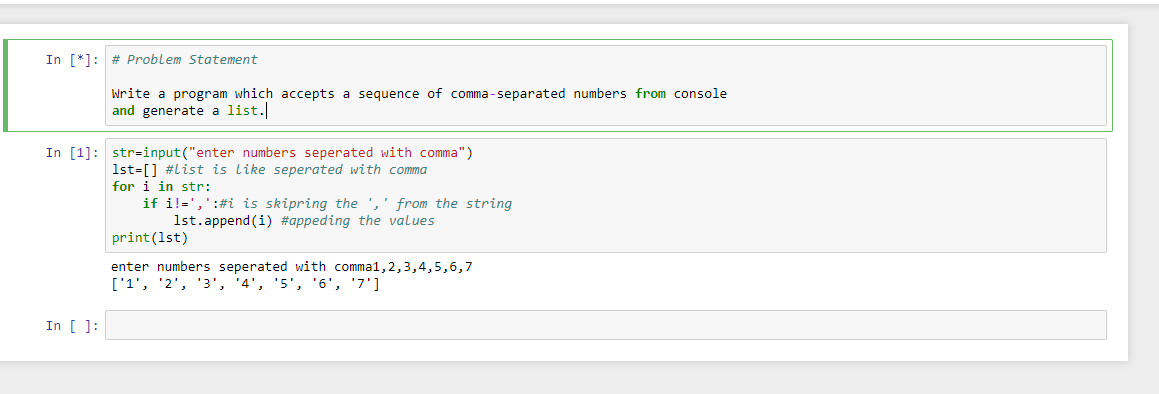 In [*]: # Problem Statement
Write a program which accepts a sequence of comma-separated numbers from console
and generate a list.
In [1]: str=input("enter numbers seperated with comma")
lst=[] #list is like seperated with comma
for i in str:
    if i!=',':#i is skipring the ',' from the string
        lst.append(i) #appeding the values
print(lst)
enter numbers seperated with comma1,2,3,4,5,6,7
['1', '2', '3', '4', '5', '6', '7']
In [ ]: